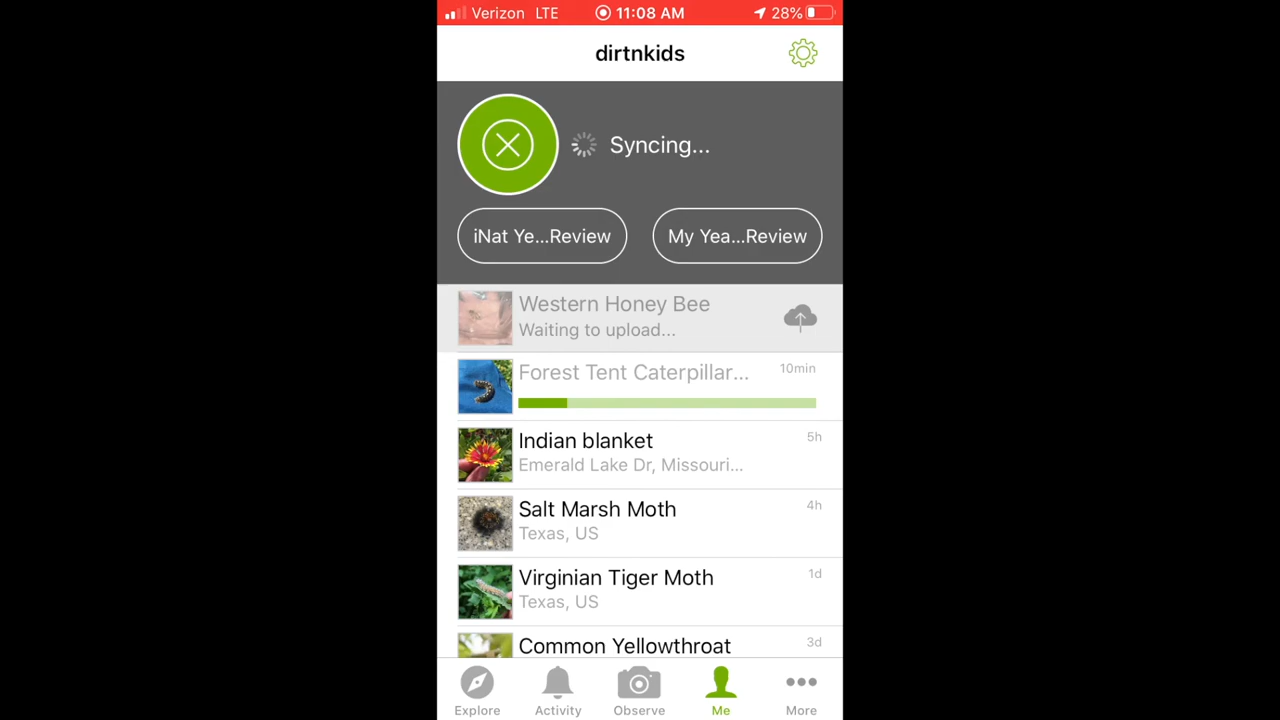 Verizon LTE 11:08 AM 28%
dirtnkids
Syncing...
iNat Ye...Review My Yea...Review
Western Honey Bee
Waiting to upload...
Forest Tent Caterpillar... 10min
Indian blanket 5h
Emerald Lake Dr, Missouri...
Salt Marsh Moth 4h
Texas, US
Virginian Tiger Moth 1d
Texas, US
Common Yellowthroat 3d
Explore Activity Observe Me More